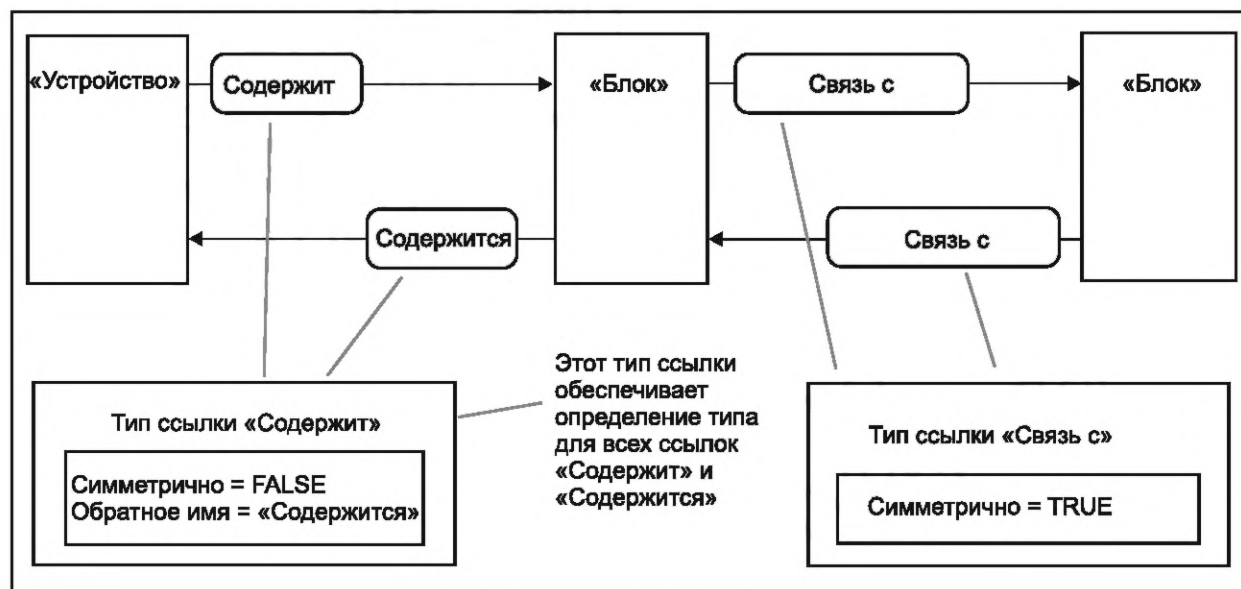 «Устройство»
Содержит
«Блок»
Связь с
«Блок»
Содержится
Связь с
Этот тип ссылки
обеспечивает
определение типа
для всех ссылок
«Содержит» и
«Содержится»
Тип ссылки «Содержит»
Симметрично = FALSE
Обратное имя = «Содержится»
Тип ссылки «Связь с»
Симметрично = TRUE